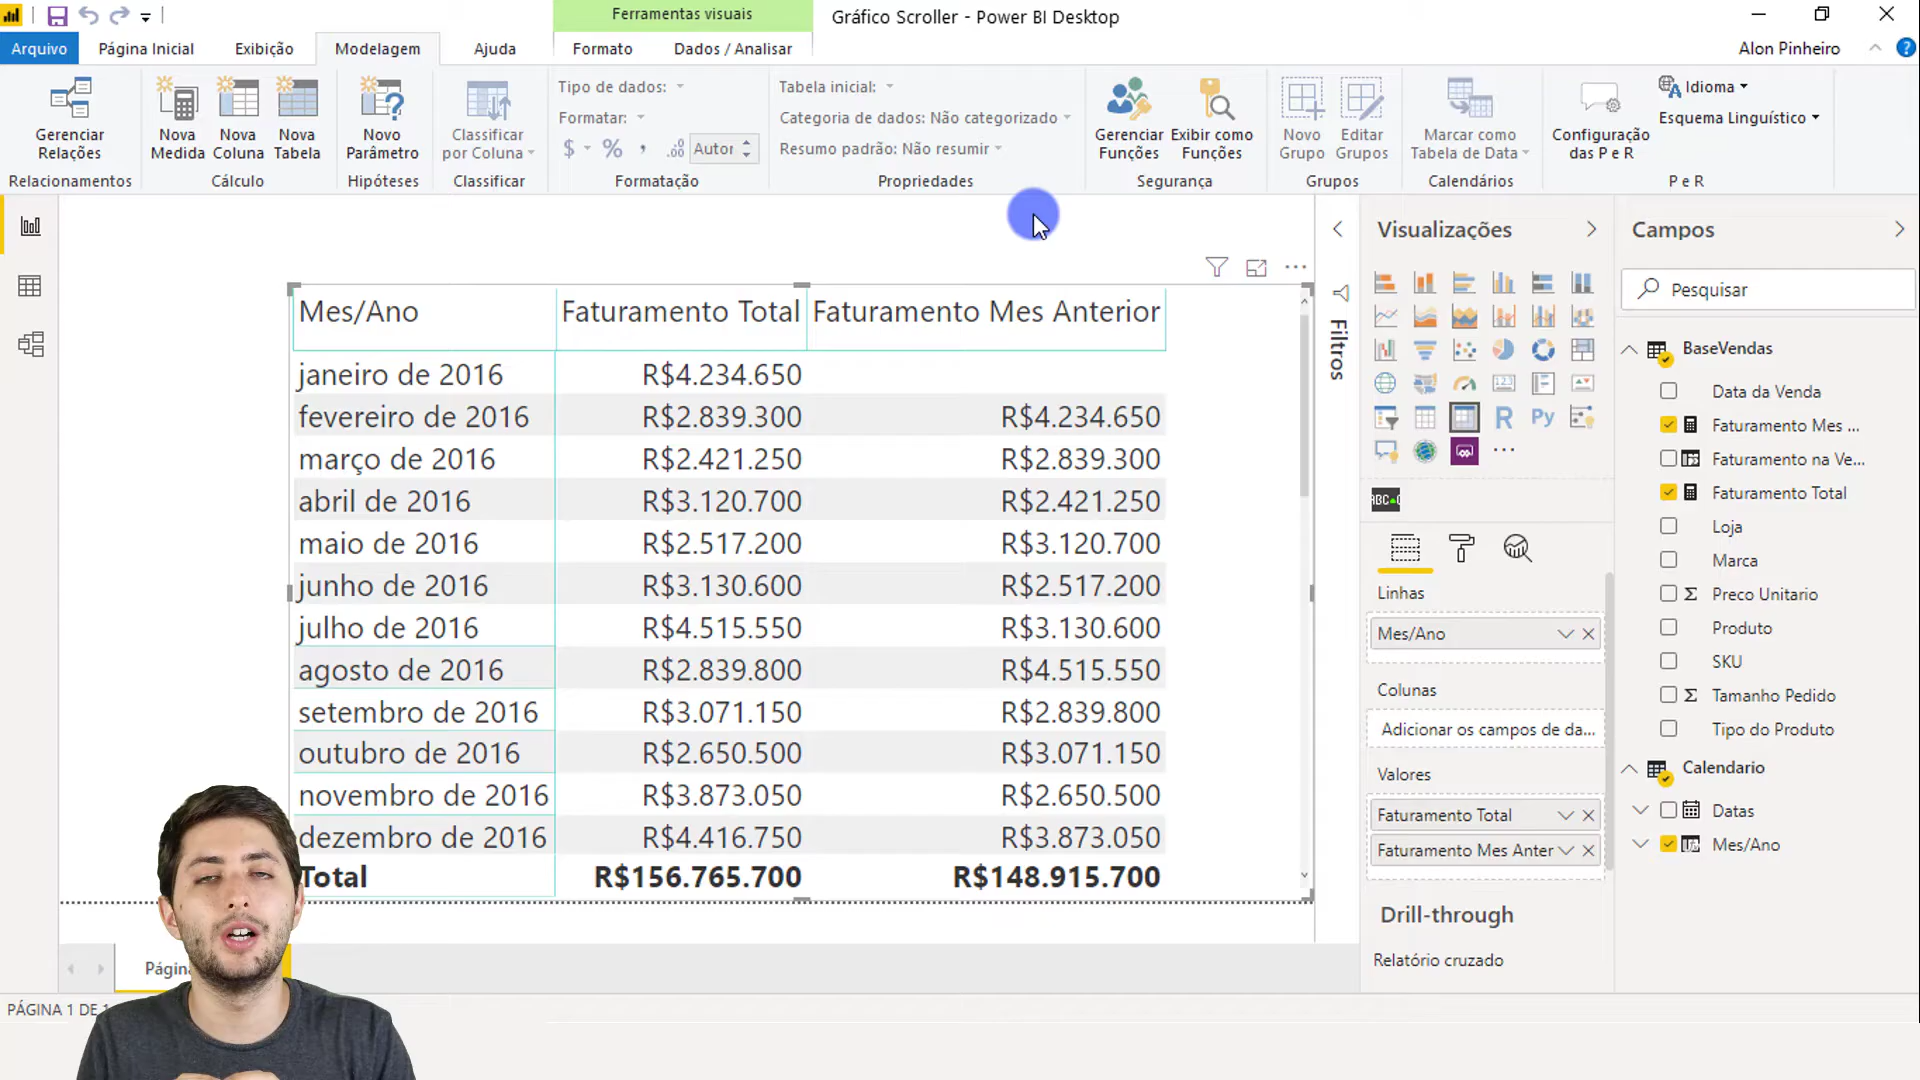 Ferramentas visuais
Gráfico Scroller - Power BI Desktop
Arquivo
Página Inicial
Exibição
Modelagem
Ajuda
Formato
Dados / Analisar
Alon Pinheiro
Gerenciar
Relações
Relacionamentos
Nova
Medida
Nova
Coluna
Nova
Tabela
Cálculo
Novo
Parâmetro
Hipóteses
Classificar
por Coluna
Classificar
Tipo de dados:
Formatar:
$ % , .00 Autor
Formatação
Tabela inicial:
Categoria de dados: Não categorizado
Resumo padrão: Não resumir
Propriedades
Gerenciar
Funções
Exibir como
Funções
Segurança
Novo
Grupo
Editar
Grupos
Grupos
Marcar como
Tabela de Data
Calendários
Configuração
das P e R
Idioma
Esquema Linguístico
P e R
Mes/Ano Faturamento Total Faturamento Mes Anterior
janeiro de 2016 R$4.234.650
fevereiro de 2016 R$2.839.300 R$4.234.650
março de 2016 R$2.421.250 R$2.839.300
abril de 2016 R$3.120.700 R$2.421.250
maio de 2016 R$2.517.200 R$3.120.700
junho de 2016 R$3.130.600 R$2.517.200
julho de 2016 R$4.515.550 R$3.130.600
agosto de 2016 R$2.839.800 R$4.515.550
setembro de 2016 R$3.071.150 R$2.839.800
outubro de 2016 R$2.650.500 R$3.071.150
novembro de 2016 R$3.873.050 R$2.650.500
dezembro de 2016 R$4.416.750 R$3.873.050
Total R$156.765.700 R$148.915.700
Filtros
Visualizações
R Py
ABC
Linhas
Mes/Ano
Colunas
Adicionar os campos de da...
Valores
Faturamento Total
Faturamento Mes Anter
Drill-through
Relatório cruzado
Campos
Pesquisar
BaseVendas
Data da Venda
Faturamento Mes ...
Faturamento na Ve...
Faturamento Total
Loja
Marca
Preco Unitario
Produto
SKU
Tamanho Pedido
Tipo do Produto
Calendario
Datas
Mes/Ano
Página
PÁGINA 1 DE 1